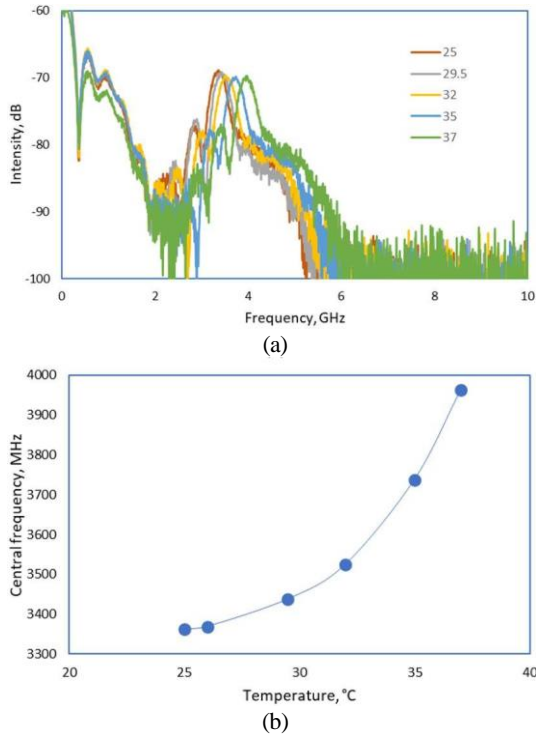 -60
-70
-80
-90
-100
Intensity, dB
25
29.5
32
35
37
0 2 4 6 8 10
Frequency, GHz
(a)
4000
3900
3800
3700
3600
3500
3400
3300
Central frequency, MHz
20 25 30 35 40
Temperature, °C
(b)